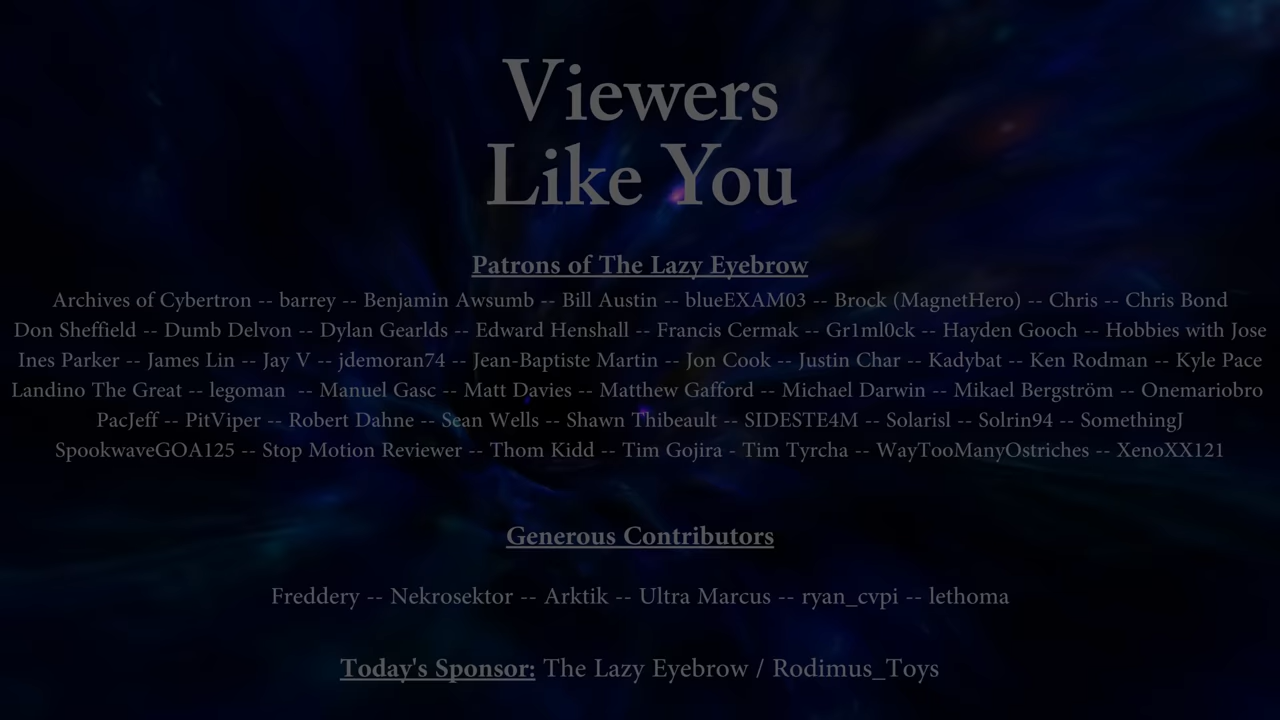 Viewers
Like You
Patrons of The Lazy Eyebrow
Archives of Cybertron -- barrey -- Benjamin Awsumb -- Bill Austin -- blueEXAM03 -- Brock (MagnetHero) -- Chris -- Chris Bond
Don Sheffield -- Dumb Delvon -- Dylan Gearlds -- Edward Henshall -- Francis Cermak -- Gr1ml0ck -- Hayden Gooch -- Hobbies with Jose
Ines Parker -- James Lin -- Jay V -- jdemoran74 -- Jean-Baptiste Martin -- Jon Cook -- Justin Char -- Kadybat -- Ken Rodman -- Kyle Pace
Landino The Great -- legoman  -- Manuel Gasc -- Matt Davies -- Matthew Gafford -- Michael Darwin -- Mikael Bergström -- Onemariobro
PacJeff -- PitViper -- Robert Dahne -- Sean Wells -- Shawn Thibeault -- SIDESTE4M -- Solarisl -- Solrin94 -- SomethingJ
SpookwaveGOA125 -- Stop Motion Reviewer -- Thom Kidd -- Tim Gojira - Tim Tyrcha -- WayTooManyOstriches -- XenoXX121
Generous Contributors
Freddery -- Nekrosektor -- Arktik -- Ultra Marcus -- ryan_cvpi -- lethoma
Today's Sponsor: The Lazy Eyebrow / Rodimus_Toys